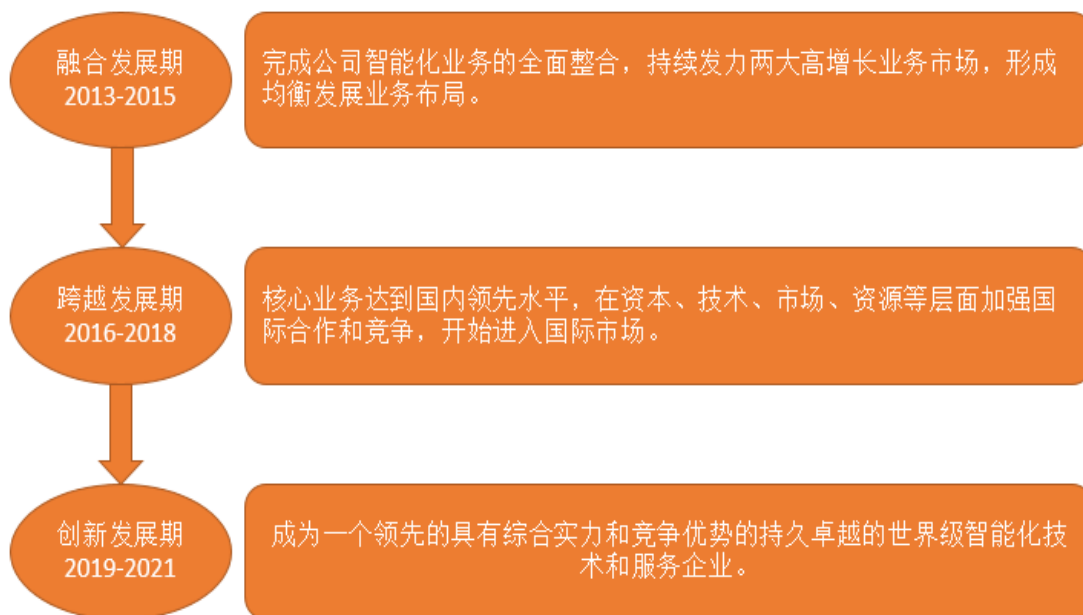 融合发展期
2013-2015
完成公司智能化业务的全面整合，持续发力两大高增长业务市场，形成
均衡发展业务布局。
跨越发展期
2016-2018
核心业务达到国内领先水平，在资本、技术、市场、资源等层面加强国
际合作和竞争，开始进入国际市场。
创新发展期
2019-2021
成为一个领先的具有综合实力和竞争优势的持久卓越的世界级智能化技
术和服务企业。